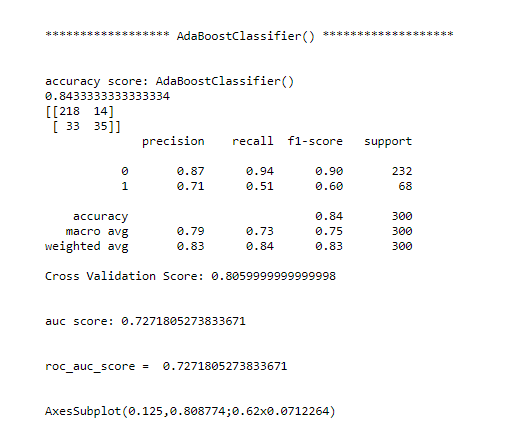 ****************** AdaBoostClassifier() *******************
accuracy score: AdaBoostClassifier()
0.8433333333333334
[[218  14]
 [ 33  35]]
              precision    recall  f1-score   support
           0       0.87      0.94      0.90       232
           1       0.71      0.51      0.60        68
    accuracy                           0.84       300
   macro avg       0.79      0.73      0.75       300
weighted avg       0.83      0.84      0.83       300
Cross Validation Score: 0.8059999999999998
auc score: 0.7271805273833671
roc_auc_score =  0.7271805273833671
AxesSubplot(0.125,0.808774;0.62x0.0712264)